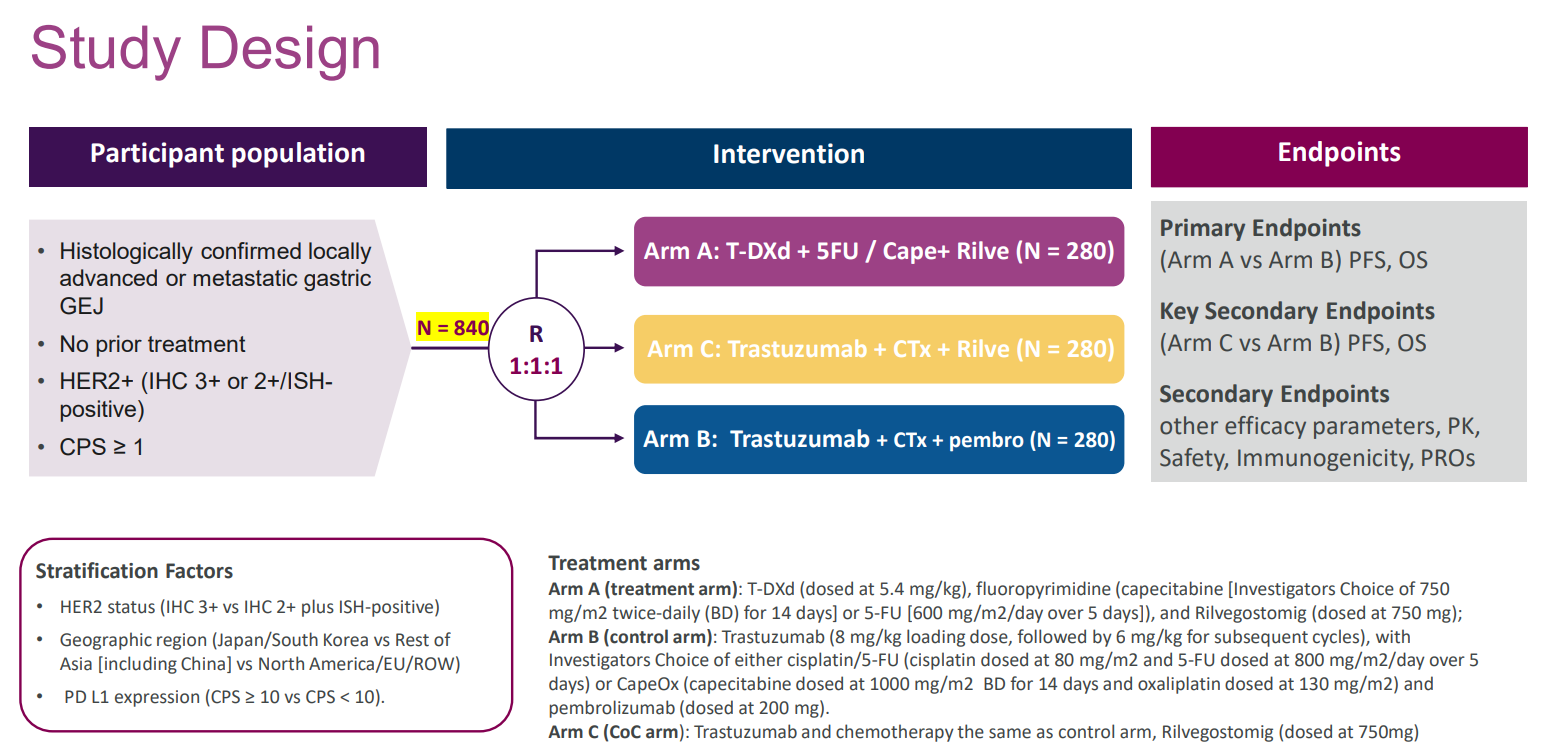 Study Design
Participant population
Intervention
Endpoints
• Histologically confirmed locally
advanced or metastatic gastric
GEJ
• No prior treatment
• HER2+ (IHC 3+ or 2+/ISH-
positive)
• CPS ≥ 1
N = 840
R
1:1:1
Arm A: T-DXd + 5FU / Cape+ Rilve (N = 280)
Arm C: Trastuzumab + CTx + Rilve (N = 280)
Arm B: Trastuzumab + CTx + pembro (N = 280)
Primary Endpoints
(Arm A vs Arm B) PFS, OS
Key Secondary Endpoints
(Arm C vs Arm B) PFS, OS
Secondary Endpoints
other efficacy parameters, PK,
Safety, Immunogenicity, PROs
Stratification Factors
• HER2 status (IHC 3+ vs IHC 2+ plus ISH-positive)
• Geographic region (Japan/South Korea vs Rest of
Asia [including China] vs North America/EU/ROW)
• PD L1 expression (CPS ≥ 10 vs CPS < 10).
Treatment arms
Arm A (treatment arm): T-DXd (dosed at 5.4 mg/kg), fluoropyrimidine (capecitabine [Investigators Choice of 750
mg/m2 twice-daily (BD) for 14 days] or 5-FU [600 mg/m2/day over 5 days]), and Rilvegostomig (dosed at 750 mg);
Arm B (control arm): Trastuzumab (8 mg/kg loading dose, followed by 6 mg/kg for subsequent cycles), with
Investigators Choice of either cisplatin/5-FU (cisplatin dosed at 80 mg/m2 and 5-FU dosed at 800 mg/m2/day over 5
days) or CapeOx (capecitabine dosed at 1000 mg/m2 BD for 14 days and oxaliplatin dosed at 130 mg/m2) and
pembrolizumab (dosed at 200 mg).
Arm C (CoC arm): Trastuzumab and chemotherapy the same as control arm, Rilvegostomig (dosed at 750mg)